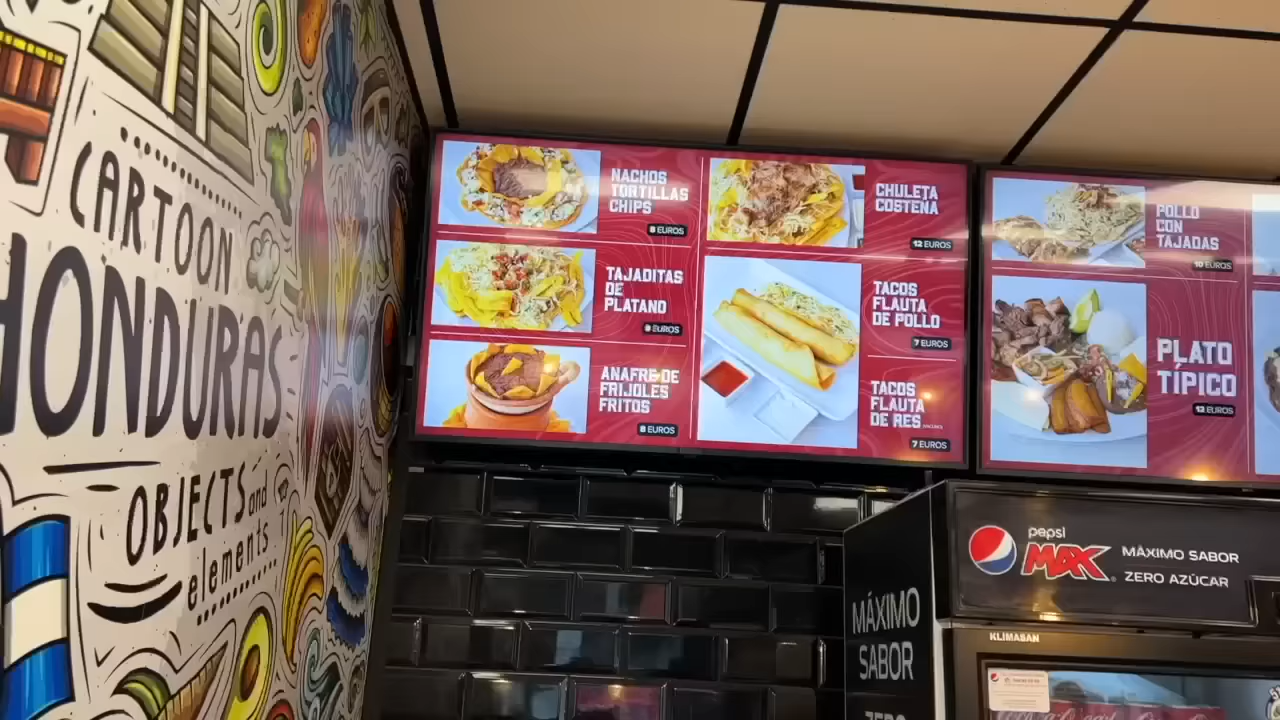 CARTOON
HONDURAS
OBJECTS and
elements
NACHOS
TORTILLAS
CHIPS
8 EUROS
TAJADITAS
DE
PLATANO
EUROS
ANAFRE DE
FRIJOLES
FRITOS
8 EUROS
CHULETA
COSTENA
12 EUROS
TACOS
FLAUTA
DE POLLO
7 EUROS
TACOS
FLAUTA
DE RES
7 EUROS
POLLO
CON
TAJADAS
10 EUROS
PLATO
TÍPICO
13 EUROS
pepsi
MAX
MÁXIMO SABOR
ZERO AZÚCAR
MÁXIMO
SABOR
ZERO
KLIMASAN